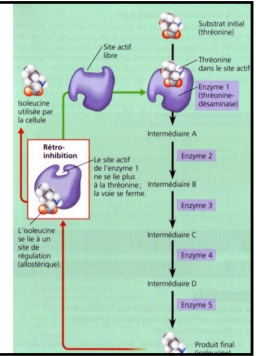 Substrat initial
(thréonine)
Site actif
libre
Thréonine
dans le site actif
Enzyme 1
(thréonine-
désaminase)
Isoleucine
utilisée par
la cellule
Intermédiaire A
Rétro-
inhibition
Enzyme 2
Le site actif
de l'enzyme 1
ne se lie plus
à la thréonine;
la voie se ferme.
Intermédiaire B
Enzyme 3
L'isoleucine
se lie à un
site de
régulation
(allostérique).
Intermédiaire C
Enzyme 4
Intermédiaire D
Enzyme 5
Produit final
(isoleucine)